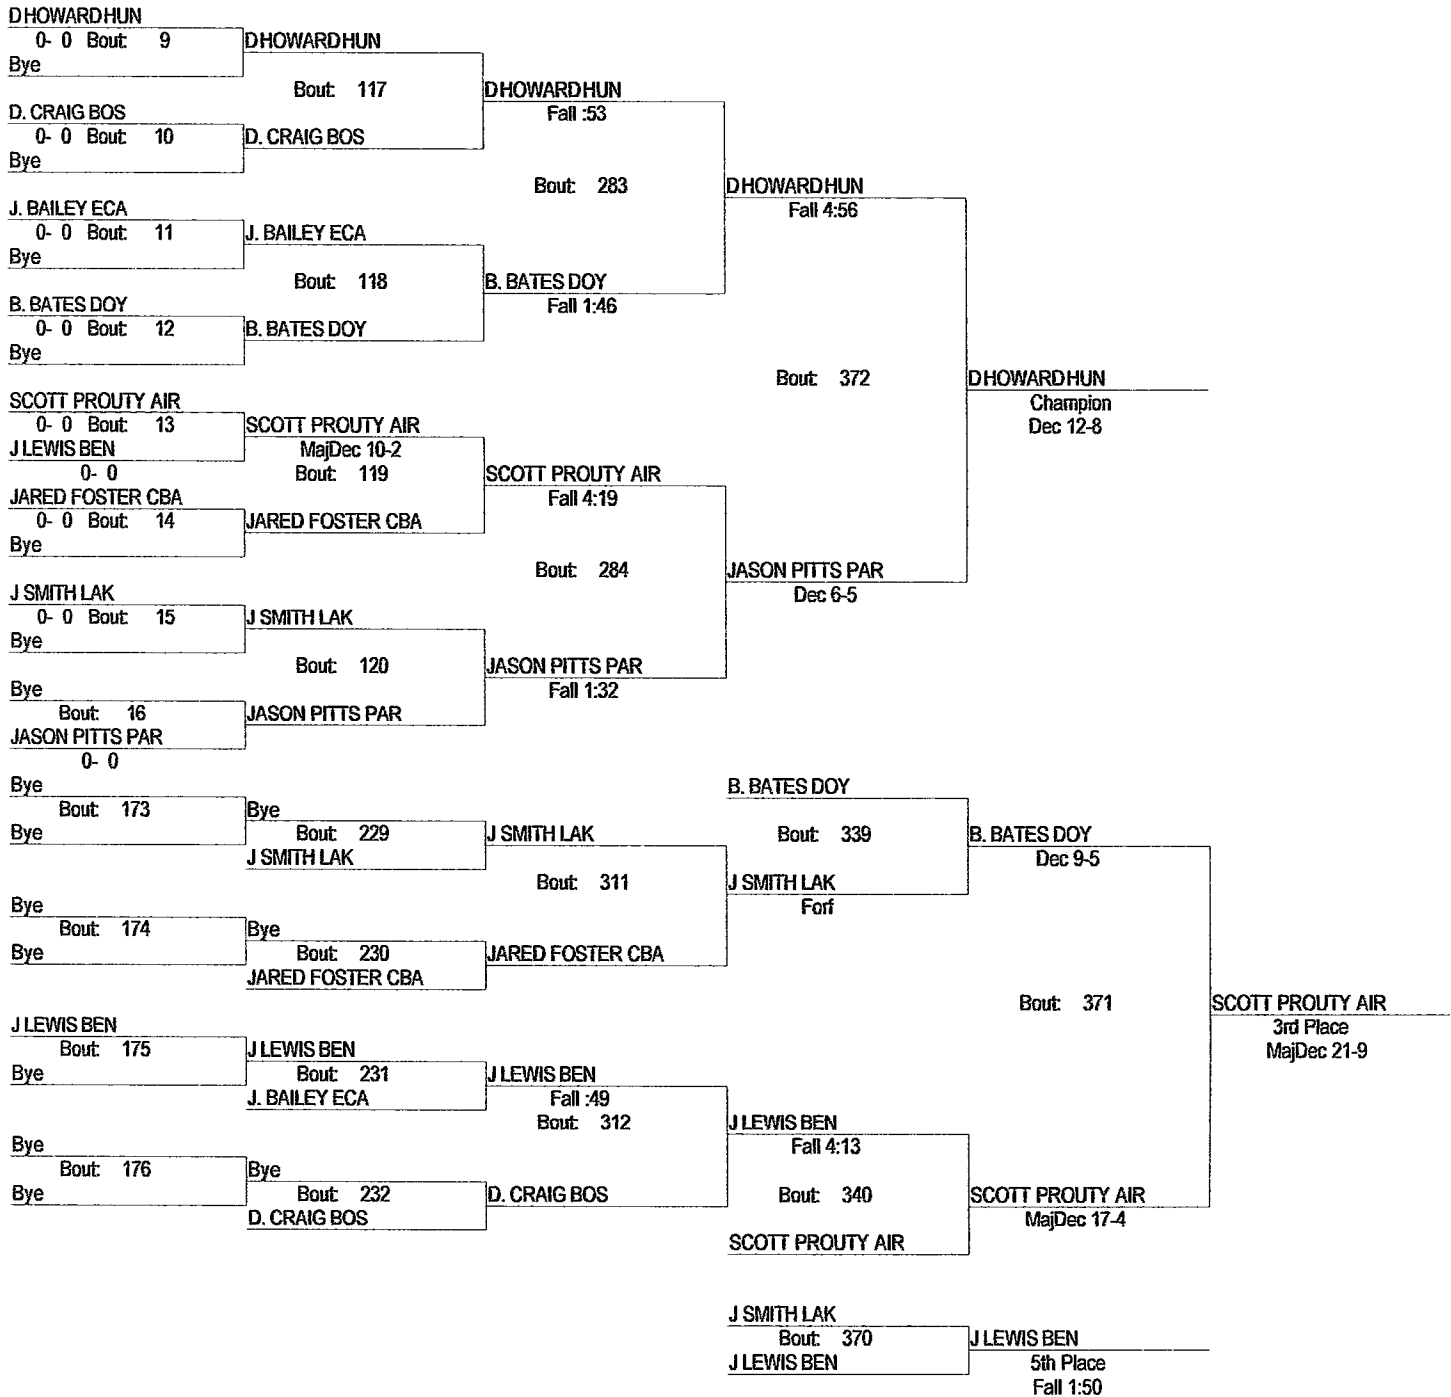 D HOWARD HUN
0- 0 Bout: 9
Bye
D HOWARD HUN
Bout: 117
D. CRAIG BOS
0- 0 Bout: 10
Bye
D. CRAIG BOS
D HOWARD HUN
Fall :53
Bout: 283
J. BAILEY ECA
0- 0 Bout: 11
Bye
J. BAILEY ECA
Bout: 118
B. BATES DOY
0- 0 Bout: 12
Bye
B. BATES DOY
B. BATES DOY
Fall 1:46
D HOWARD HUN
Fall 4:56
Bout: 372
D HOWARD HUN
Champion
Dec 12-8
SCOTT PROUTY AIR
0- 0 Bout: 13
J LEWIS BEN
0- 0
SCOTT PROUTY AIR
MajDec 10-2
Bout: 119
JARED FOSTER CBA
0- 0 Bout: 14
Bye
JARED FOSTER CBA
SCOTT PROUTY AIR
Fall 4:19
Bout: 284
J SMITH LAK
0- 0 Bout: 15
Bye
J SMITH LAK
Bout: 120
Bye
Bout: 16
JASON PITTS PAR
0- 0
JASON PITTS PAR
JASON PITTS PAR
Fall 1:32
JASON PITTS PAR
Dec 6-5
Bye
Bout: 173
Bye
Bye
Bout: 229
J SMITH LAK
J SMITH LAK
Bout: 311
Bye
Bout: 174
Bye
Bye
Bout: 230
JARED FOSTER CBA
JARED FOSTER CBA
B. BATES DOY
Bout: 339
J SMITH LAK
Forf
B. BATES DOY
Dec 9-5
Bout: 371
SCOTT PROUTY AIR
3rd Place
MajDec 21-9
J LEWIS BEN
Bout: 175
Bye
J LEWIS BEN
Bout: 231
J. BAILEY ECA
J LEWIS BEN
Fall :49
Bout: 312
Bye
Bout: 176
Bye
Bye
Bout: 232
D. CRAIG BOS
D. CRAIG BOS
J LEWIS BEN
Fall 4:13
Bout: 340
SCOTT PROUTY AIR
SCOTT PROUTY AIR
MajDec 17-4
J SMITH LAK
Bout: 370
J LEWIS BEN
J LEWIS BEN
5th Place
Fall 1:50